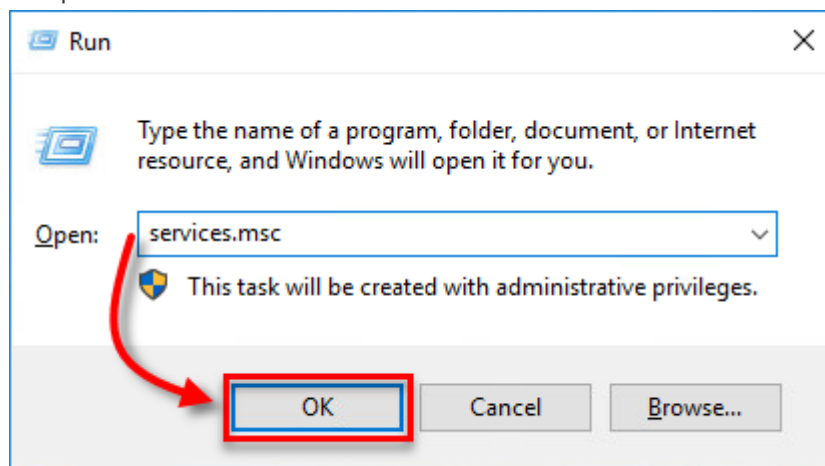 Run
Type the name of a program, folder, document, or Internet
resource, and Windows will open it for you.
Open: services.msc
This task will be created with administrative privileges.
OK Cancel Browse...